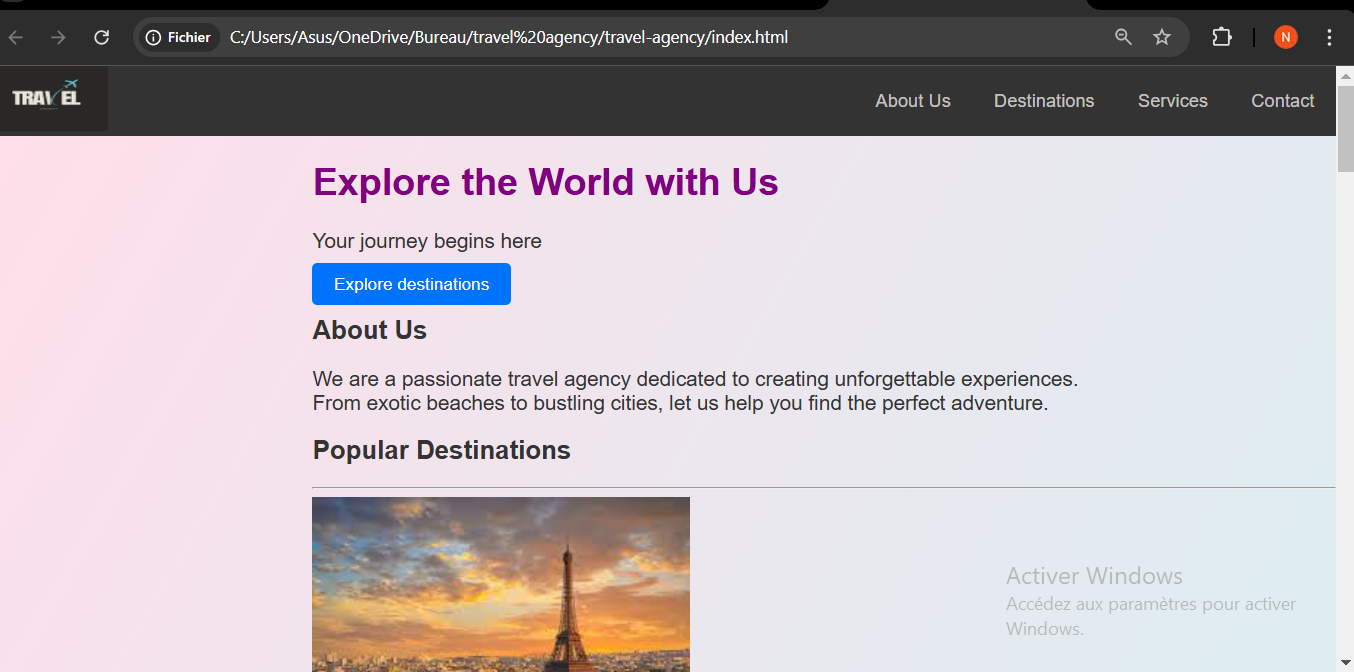 Fichier C:/Users/Asus/OneDrive/Bureau/travel%20agency/travel-agency/index.html N
TRAVEL About Us Destinations Services Contact
Explore the World with Us
Your journey begins here
Explore destinations
About Us
We are a passionate travel agency dedicated to creating unforgettable experiences.
From exotic beaches to bustling cities, let us help you find the perfect adventure.
Popular Destinations
Activer Windows
Accédez aux paramètres pour activer
Windows.